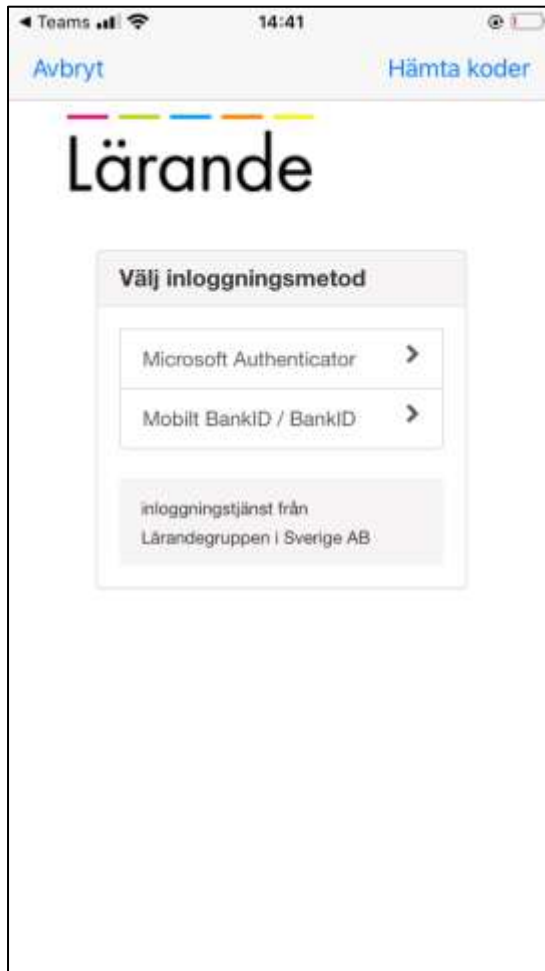 Teams 14:41
Avbryt Hämta koder
Lärande
Välj inloggningsmetod
Microsoft Authenticator
Mobilt BankID / BankID
inloggningstjänst från
Lärandegruppen i Sverige AB